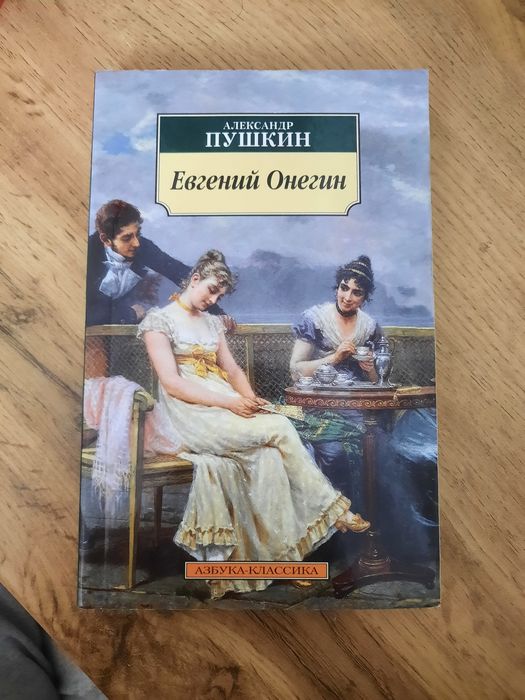 АЛЕКСАНДР
ПУШКИН
Евгений Онегин
АЗБУКА-КЛАССИКА